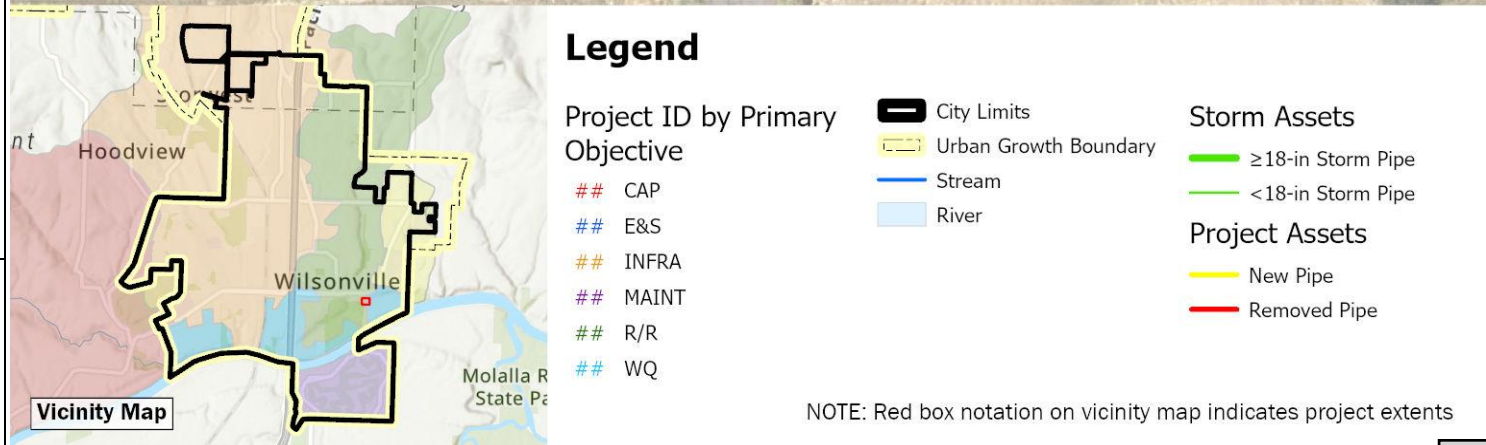 Hoodview
Wilsonville
Molalla R
State Pa
Vicinity Map
Legend
Project ID by Primary
Objective
## CAP
## E&S
## INFRA
## MAINT
## R/R
## WQ
City Limits
Urban Growth Boundary
Stream
River
Storm Assets
≥18-in Storm Pipe
<18-in Storm Pipe
Project Assets
New Pipe
Removed Pipe
NOTE: Red box notation on vicinity map indicates project extents